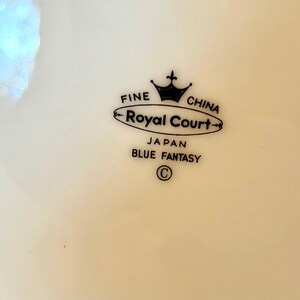 FINE CHINA
Royal Court
JAPAN
BLUE FANTASY
©